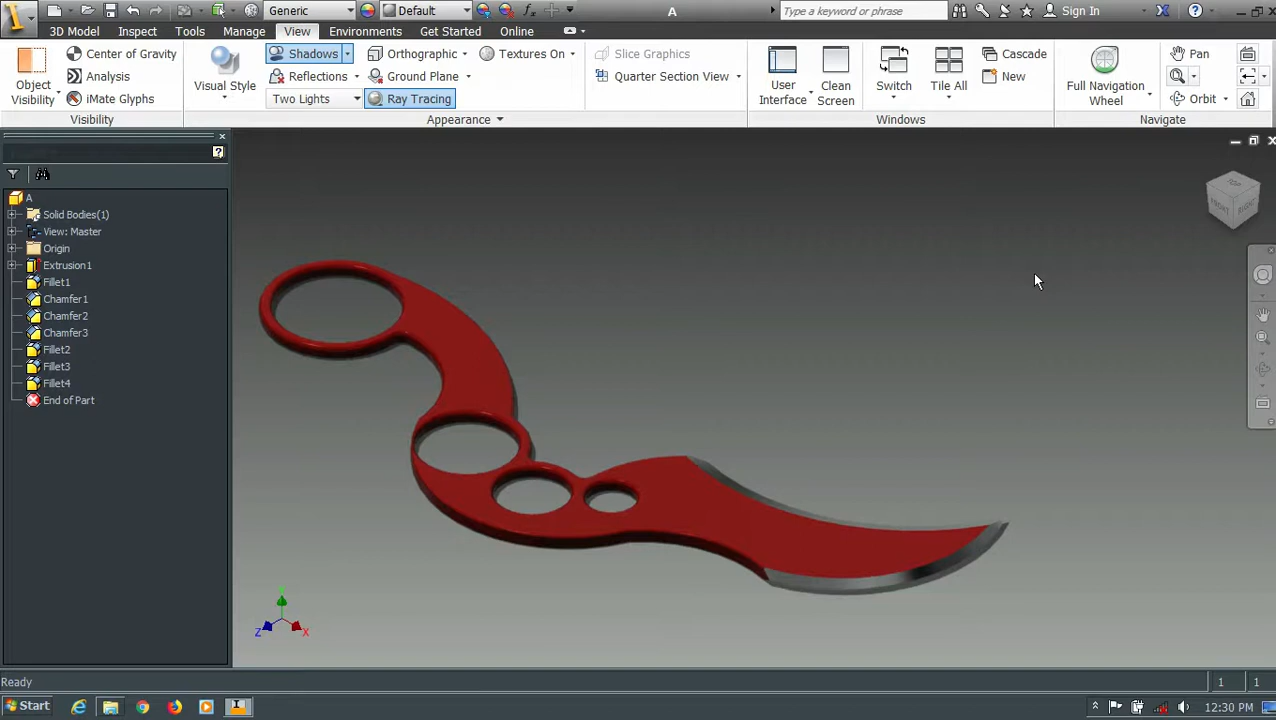 Generic
Default
A
Type a keyword or phrase
Sign In
3D Model
Inspect
Tools
Manage
View
Environments
Get Started
Online
Object
Visibility
Center of Gravity
Analysis
iMate Glyphs
Visibility
Visual Style
Shadows
Reflections
Two Lights
Orthographic
Ground Plane
Ray Tracing
Textures On
Appearance
Slice Graphics
Quarter Section View
User
Interface
Clean
Screen
Switch
Tile All
Cascade
New
Windows
Full Navigation
Wheel
Pan
Orbit
Navigate
A
Solid Bodies(1)
View: Master
Origin
Extrusion1
Fillet1
Chamfer1
Chamfer2
Chamfer3
Fillet2
Fillet3
Fillet4
End of Part
TOP
FRONT
RIGHT
Z
X
Ready
1
1
Start
12:30 PM